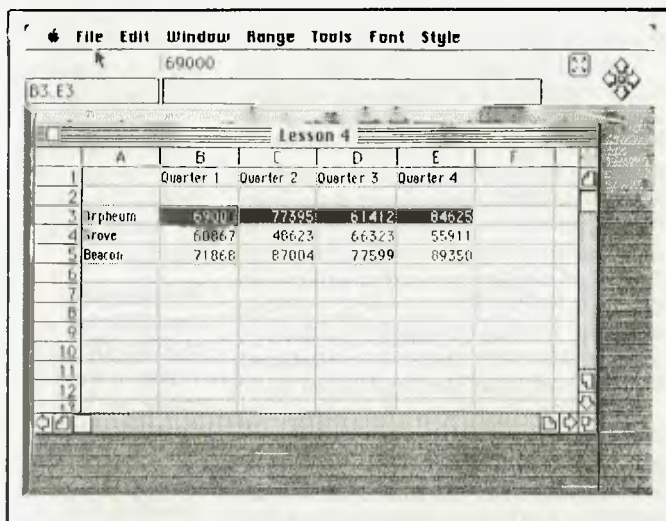 File Edit Window Range Tools Font Style
69000
B3.E3
Lesson 4
A B C D E F
1 Quarter 1 Quarter 2 Quarter 3 Quarter 4
2
3 Orpheum 69000 77395 61412 84625
4 Grove 60867 48623 66323 55911
5 Beacon 71868 87004 77599 89350
6
7
8
9
10
11
12